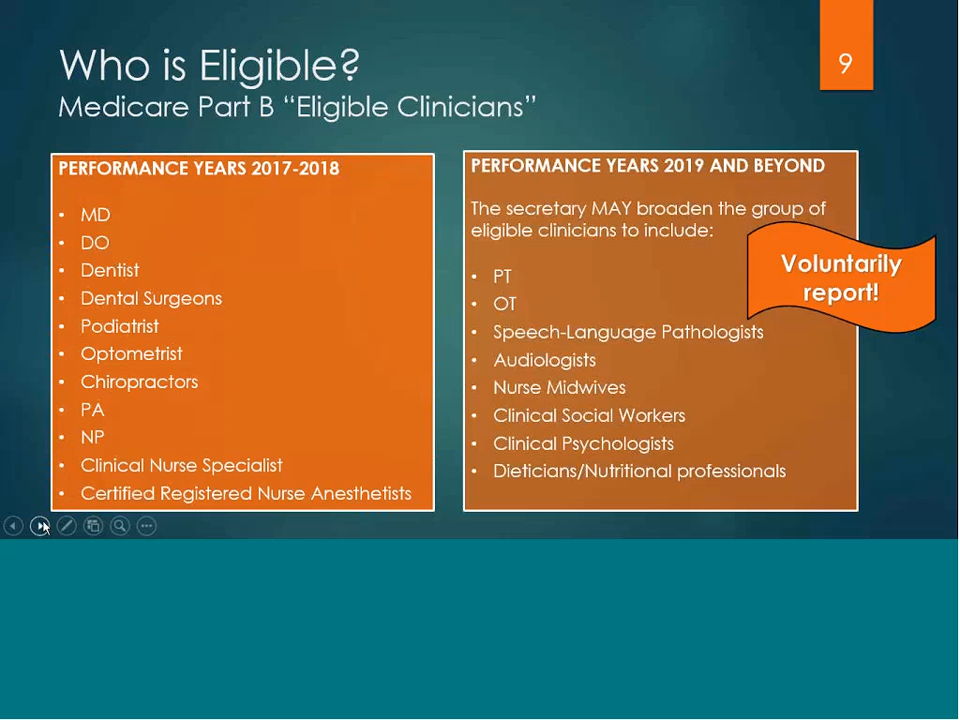 Who is Eligible?
Medicare Part B “Eligible Clinicians”
9
PERFORMANCE YEARS 2017-2018
• MD
• DO
• Dentist
• Dental Surgeons
• Podiatrist
• Optometrist
• Chiropractors
• PA
• NP
• Clinical Nurse Specialist
• Certified Registered Nurse Anesthetists
PERFORMANCE YEARS 2019 AND BEYOND
The secretary MAY broaden the group of
eligible clinicians to include:
• PT
• OT
• Speech-Language Pathologists
• Audiologists
• Nurse Midwives
• Clinical Social Workers
• Clinical Psychologists
• Dieticians/Nutritional professionals
Voluntarily
report!